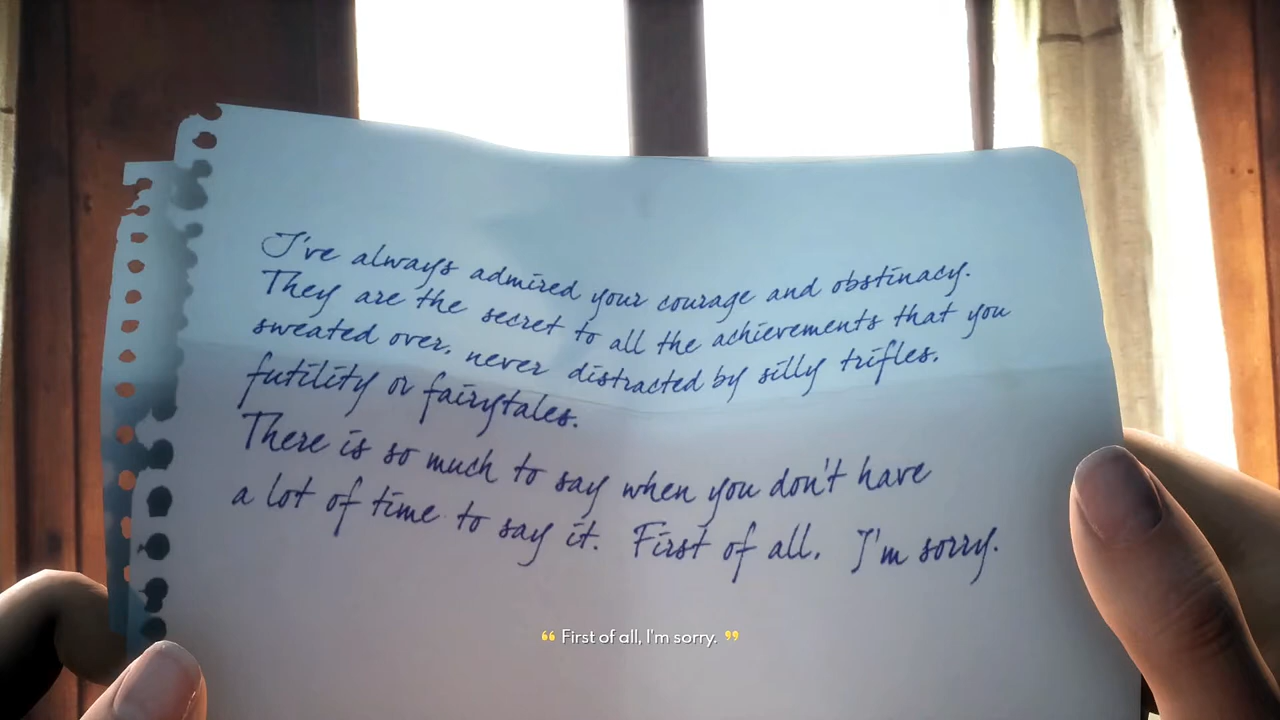 I've always admired your courage and obstinacy.
They are the secret to all the achievements that you
sweated over, never distracted by silly trifles,
futility or fairytales.
There is so much to say when you don't have
a lot of time to say it. First of all, I'm sorry.
“ First of all, I'm sorry. ”